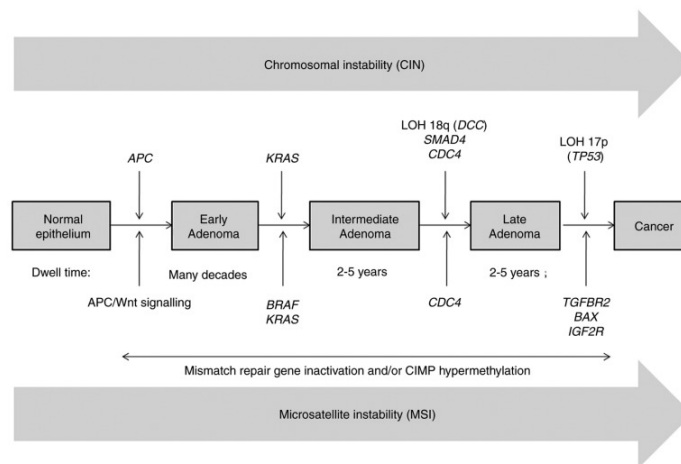 Chromosomal instability (CIN)
LOH 18q (DCC)
SMAD4
CDC4
LOH 17p
(TP53)
APC
KRAS
Normal
epithelium
Early
Adenoma
Intermediate
Adenoma
Late
Adenoma
Cancer
Dwell time:
Many decades
2-5 years
2-5 years ;
APC/Wnt signalling
BRAF
KRAS
CDC4
TGFBR2
BAX
IGF2R
Mismatch repair gene inactivation and/or CIMP hypermethylation
Microsatellite instability (MSI)